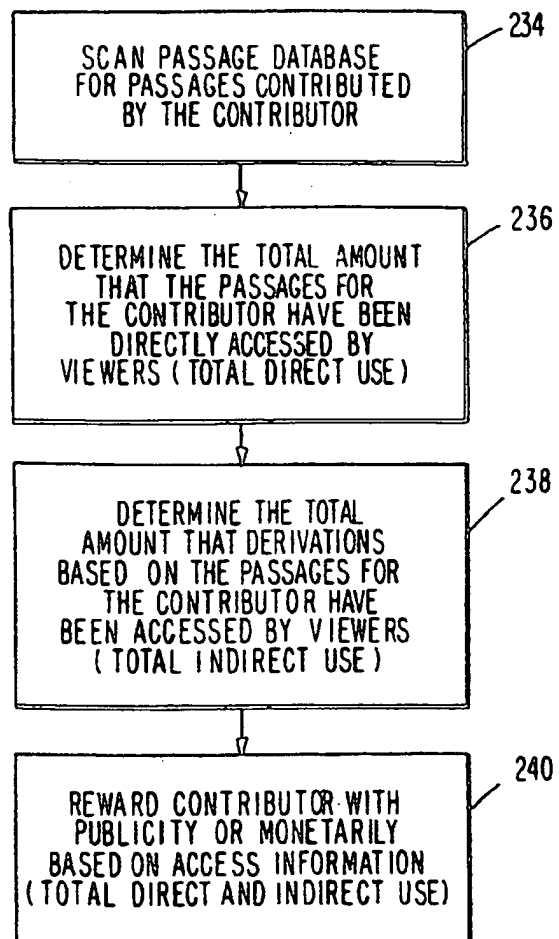 SCAN PASSAGE DATABASE
FOR PASSAGES CONTRIBUTED
BY THE CONTRIBUTOR
234
DETERMINE THE TOTAL AMOUNT
THAT THE PASSAGES FOR
THE CONTRIBUTOR HAVE BEEN
DIRECTLY ACCESSED BY
VIEWERS (TOTAL DIRECT USE)
236
DETERMINE THE TOTAL
AMOUNT THAT DERIVATIONS
BASED ON THE PASSAGES FOR
THE CONTRIBUTOR HAVE
BEEN ACCESSED BY VIEWERS
(TOTAL INDIRECT USE)
238
REWARD CONTRIBUTOR WITH
PUBLICITY OR MONETARILY
BASED ON ACCESS INFORMATION
(TOTAL DIRECT AND INDIRECT USE)
240